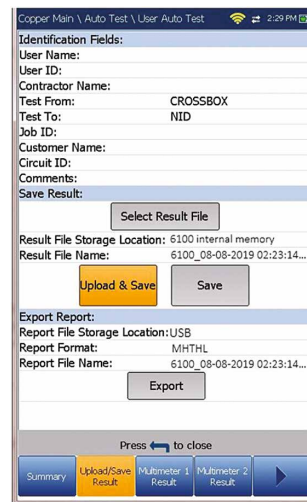 Copper Main \ Auto Test \ User Auto Test 2:29 PM
Identification Fields:
User Name:
User ID:
Contractor Name:
Test From: CROSSBOX
Test To: NID
Job ID:
Customer Name:
Circuit ID:
Comments:
Save Result:
Select Result File
Result File Storage Location: 6100 internal memory
Result File Name: 6100_08-08-2019 02:23:14...
Upload & Save Save
Export Report:
Report File Storage Location: USB
Report Format: MHTHL
Report File Name: 6100_08-08-2019 02:23:14...
Export
Press to close
Summary Upload/Save Result Multimeter 1 Result Multimeter 2 Result